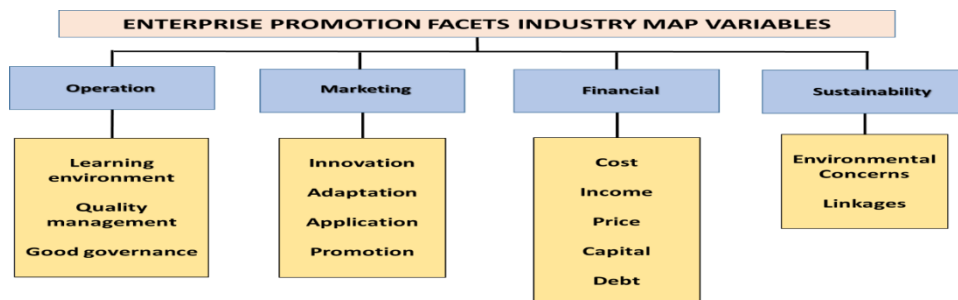 ENTERPRISE PROMOTION FACETS INDUSTRY MAP VARIABLES
Operation
Marketing
Financial
Sustainability
Learning
environment
Quality
management
Good governance
Innovation
Adaptation
Application
Promotion
Cost
Income
Price
Capital
Debt
Environmental
Concerns
Linkages